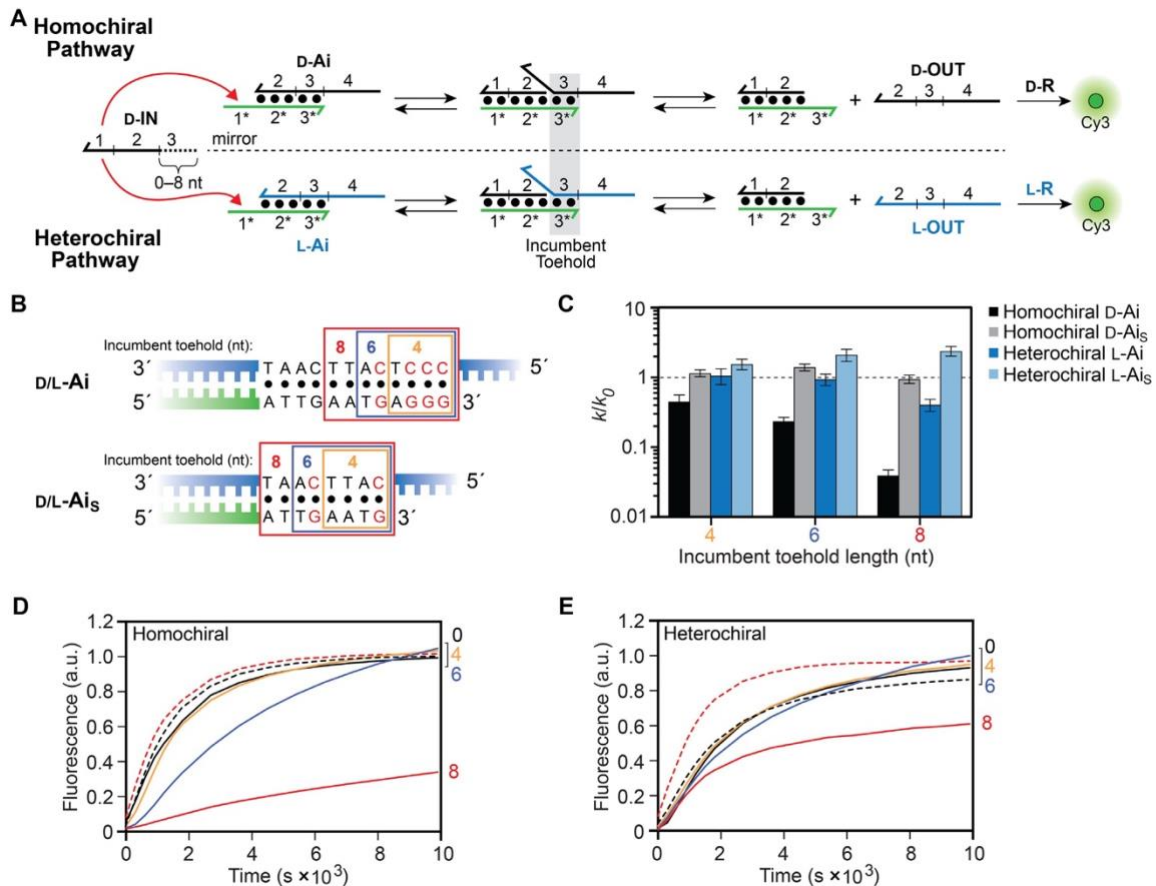 A
Homochiral
Pathway
D-IN
1 2 3
0–8 nt
mirror
D-Ai
2 3 4
1* 2* 3*
3
1 2
4
1* 2* 3*
1 2
1* 2* 3*
+
D-OUT
2 3 4
D-R
Cy3
Heterochiral
Pathway
2 3 4
1* 2* 3*
L-Ai
1 2
3
4
1* 2* 3*
Incumbent
Toehold
1 2
1* 2* 3*
+
2 3 4
L-OUT
L-R
Cy3
B
D/L-Ai
Incumbent toehold (nt):
8 6 4
3´ TAACTTACTCCC 5´
5´ ATTGAATGAGGG 3´
D/L-AiS
Incumbent toehold (nt):
8 6 4
3´ TAACTTAC 5´
5´ ATTGAATG 3´
C
k/k0
10
1
0.1
0.01
4 6 8
Incumbent toehold length (nt)
Homochiral D-Ai
Homochiral D-AiS
Heterochiral L-Ai
Heterochiral L-AiS
D
Homochiral
Fluorescence (a.u.)
1.2
1.0
0.8
0.6
0.4
0.2
0
0 2 4 6 8 10
Time (s ×10³)
0
4
6
8
E
Heterochiral
Fluorescence (a.u.)
1.2
1.0
0.8
0.6
0.4
0.2
0
0 2 4 6 8 10
Time (s ×10³)
0
4
6
8